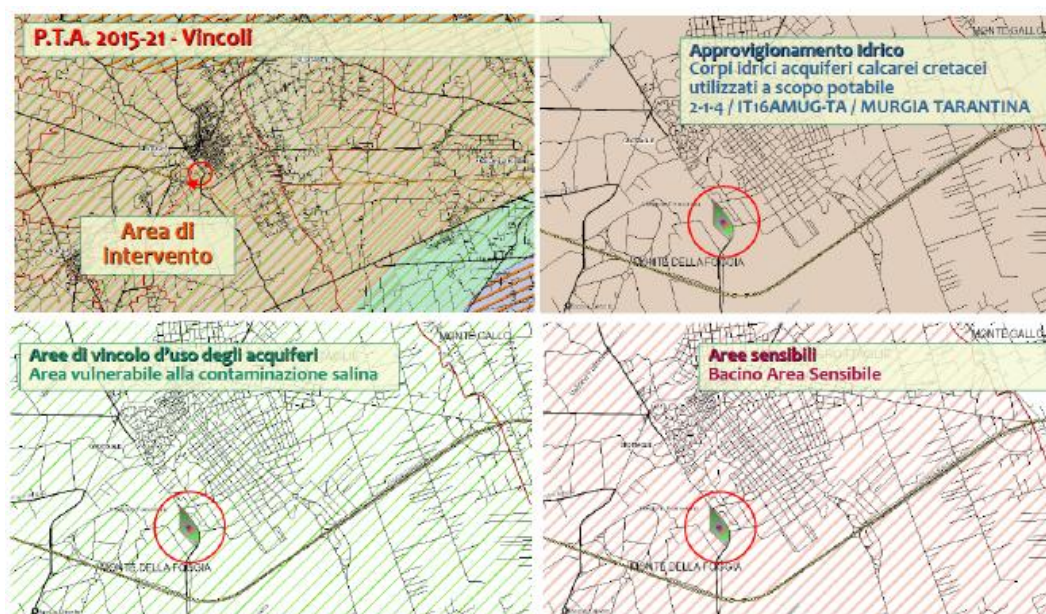 P.T.A. 2015-21 - Vincoli
Area di
intervento
Approvigionamento Idrico
Corpi idrici acquiferi calcarei cretacei
utilizzati a scopo potabile
2-1-4 / IT16AMUG-TA / MURGIA TARANTINA
MONTE DELLA FOGGIA
Aree di vincolo d'uso degli acquiferi
Area vulnerabile alla contaminazione salina
MONTE GALLO
MONTE DELLA FOGGIA
Aree sensibili
Bacino Area Sensibile
MONTE GALLO
MONTE DELLA FOGGIA